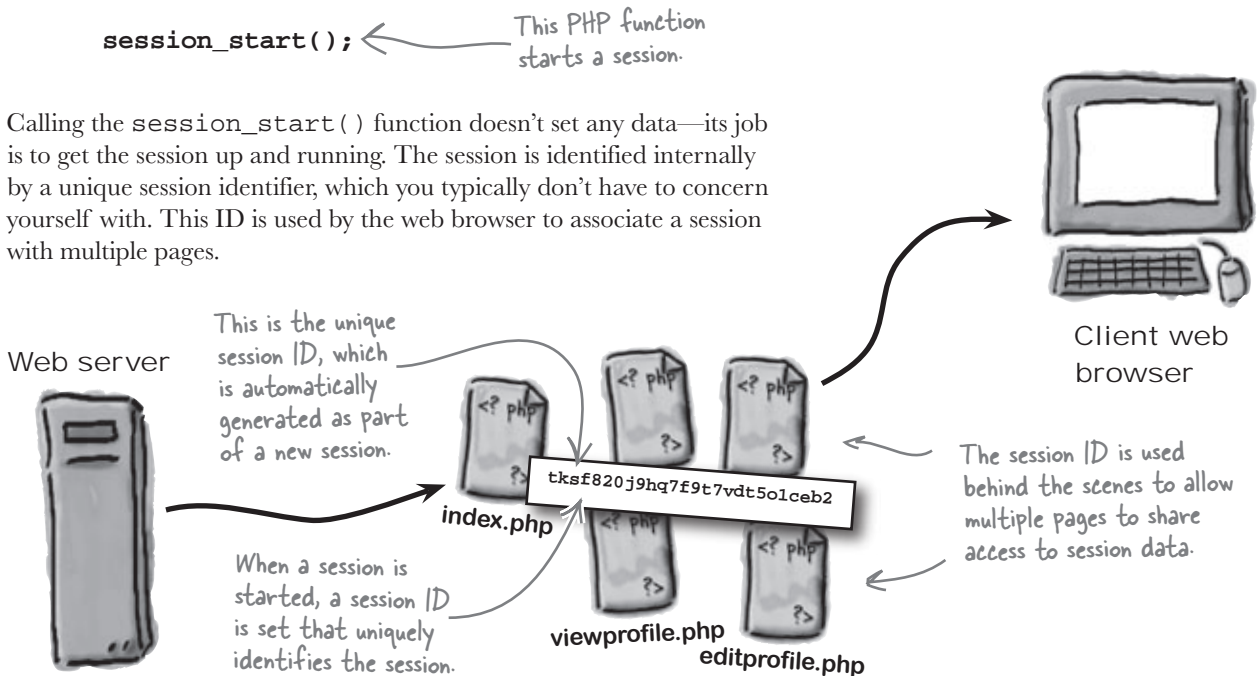 session_start();
This PHP function
starts a session.
Calling the session_start() function doesn't set any data—its job
is to get the session up and running. The session is identified internally
by a unique session identifier, which you typically don't have to concern
yourself with. This ID is used by the web browser to associate a session
with multiple pages.
Web server
This is the unique
session ID, which
is automatically
generated as part
of a new session.
Client web
browser
<? php
?>
<? php
?>
<? php
?>
tksf820j9hq7f9t7vdt5o1ceb2
index.php
<? php
?>
<? php
?>
viewprofile.php
editprofile.php
The session ID is used
behind the scenes to allow
multiple pages to share
access to session data.
When a session is
started, a session ID
is set that uniquely
identifies the session.